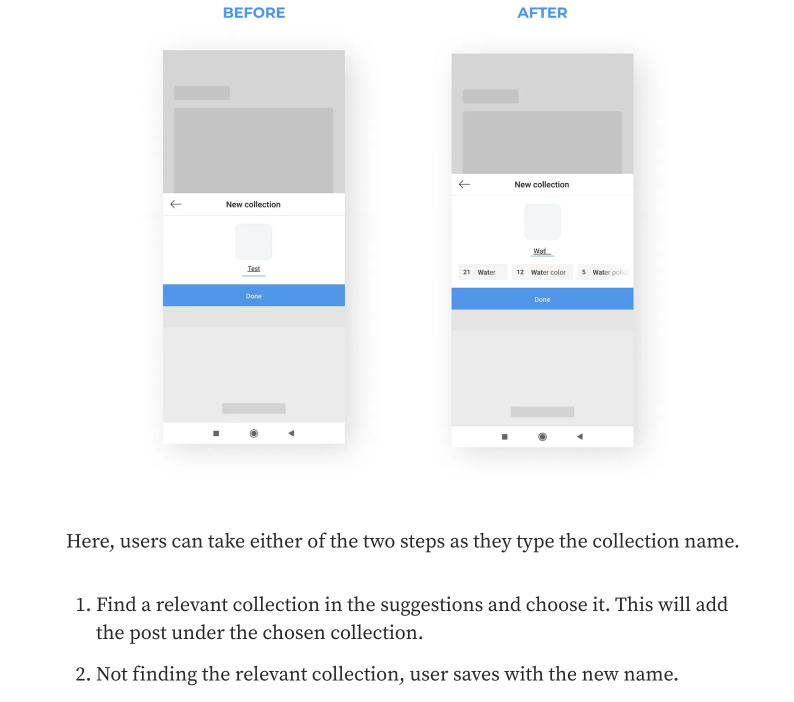 BEFORE
AFTER
New collection
Test
Done
New collection
Wat
21 Water 12 Water color 5 Water
Done
Here, users can take either of the two steps as they type the collection name.
1. Find a relevant collection in the suggestions and choose it. This will add
the post under the chosen collection.
2. Not finding the relevant collection, user saves with the new name.